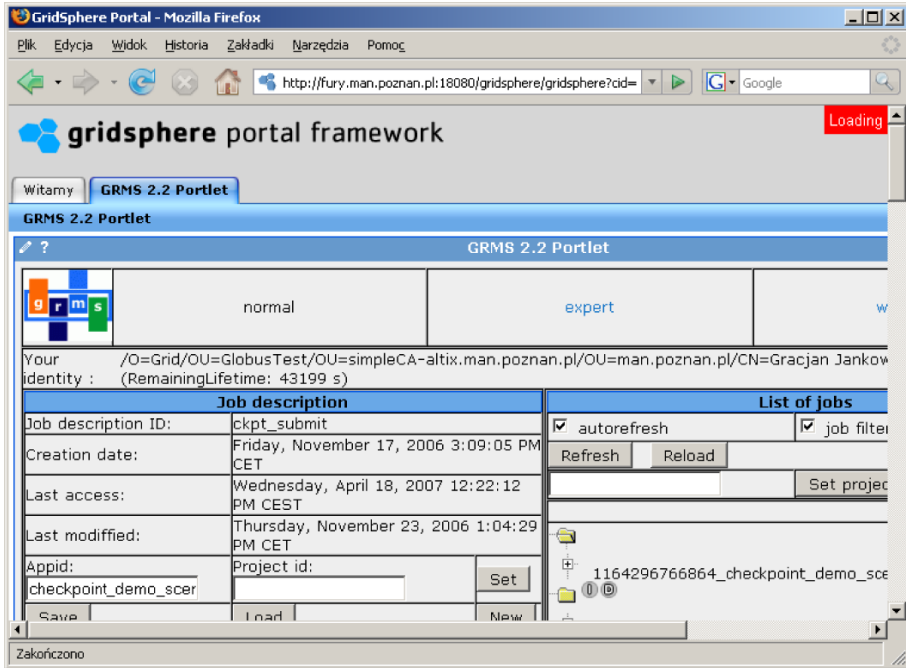 GridSphere Portal - Mozilla Firefox
Plik Edycja Widok Historia Zakładki Narzędzia Pomoc
http://fury.man.poznan.pl:18080/gridsphere/gridsphere?cid= G Google
gridsphere portal framework
Loading
Witamy GRMS 2.2 Portlet
GRMS 2.2 Portlet
? GRMS 2.2 Portlet
g r m s normal expert w
Your identity : /O=Grid/OU=GlobusTest/OU=simpleCA-altix.man.poznan.pl/OU=man.poznan.pl/CN=Gracjan Jankow
(RemainingLifetime: 43199 s)
Job description
Job description ID: ckpt_submit
Creation date: Friday, November 17, 2006 3:09:05 PM CET
Last access: Wednesday, April 18, 2007 12:22:12 PM CEST
Last modiffied: Thursday, November 23, 2006 1:04:29 PM CET
Appid: Project id:
checkpoint_demo_scer Set
Save Load New
List of jobs
autorefresh job filter
Refresh Reload
Set projec
1164296766864_checkpoint_demo_sce
I D
Zakończono